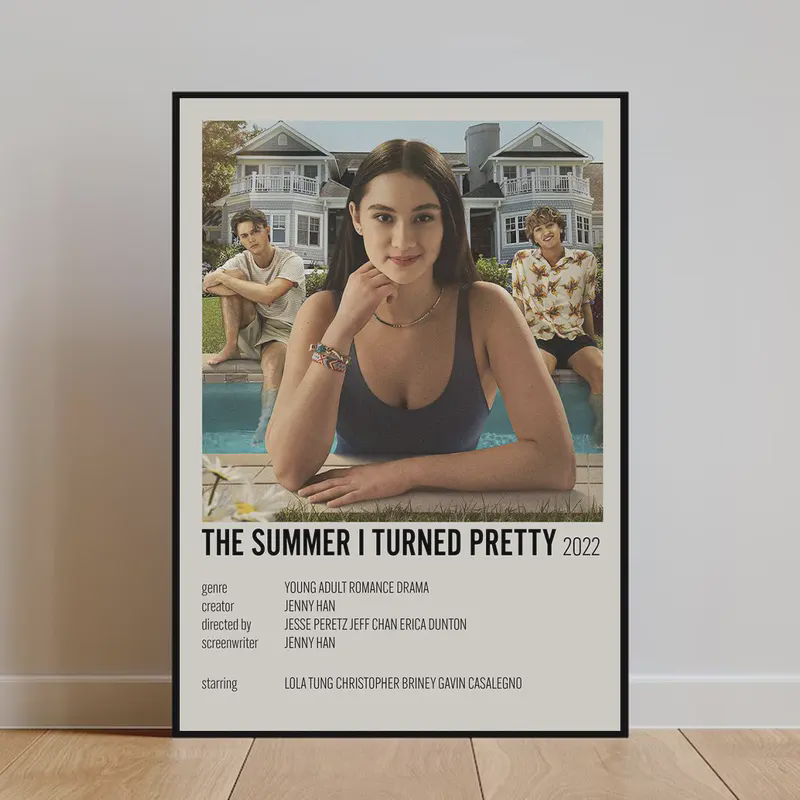 THE SUMMER I TURNED PRETTY 2022
genre YOUNG ADULT ROMANCE DRAMA
creator JENNY HAN
directed by JESSE PERETZ JEFF CHAN ERICA DUNTON
screenwriter JENNY HAN
starring LOLA TUNG CHRISTOPHER BRINEY GAVIN CASALEGNO